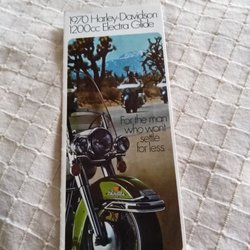 1970 Harley-Davidson
1200cc Electra Glide
For the man
who won't
settle
for less.